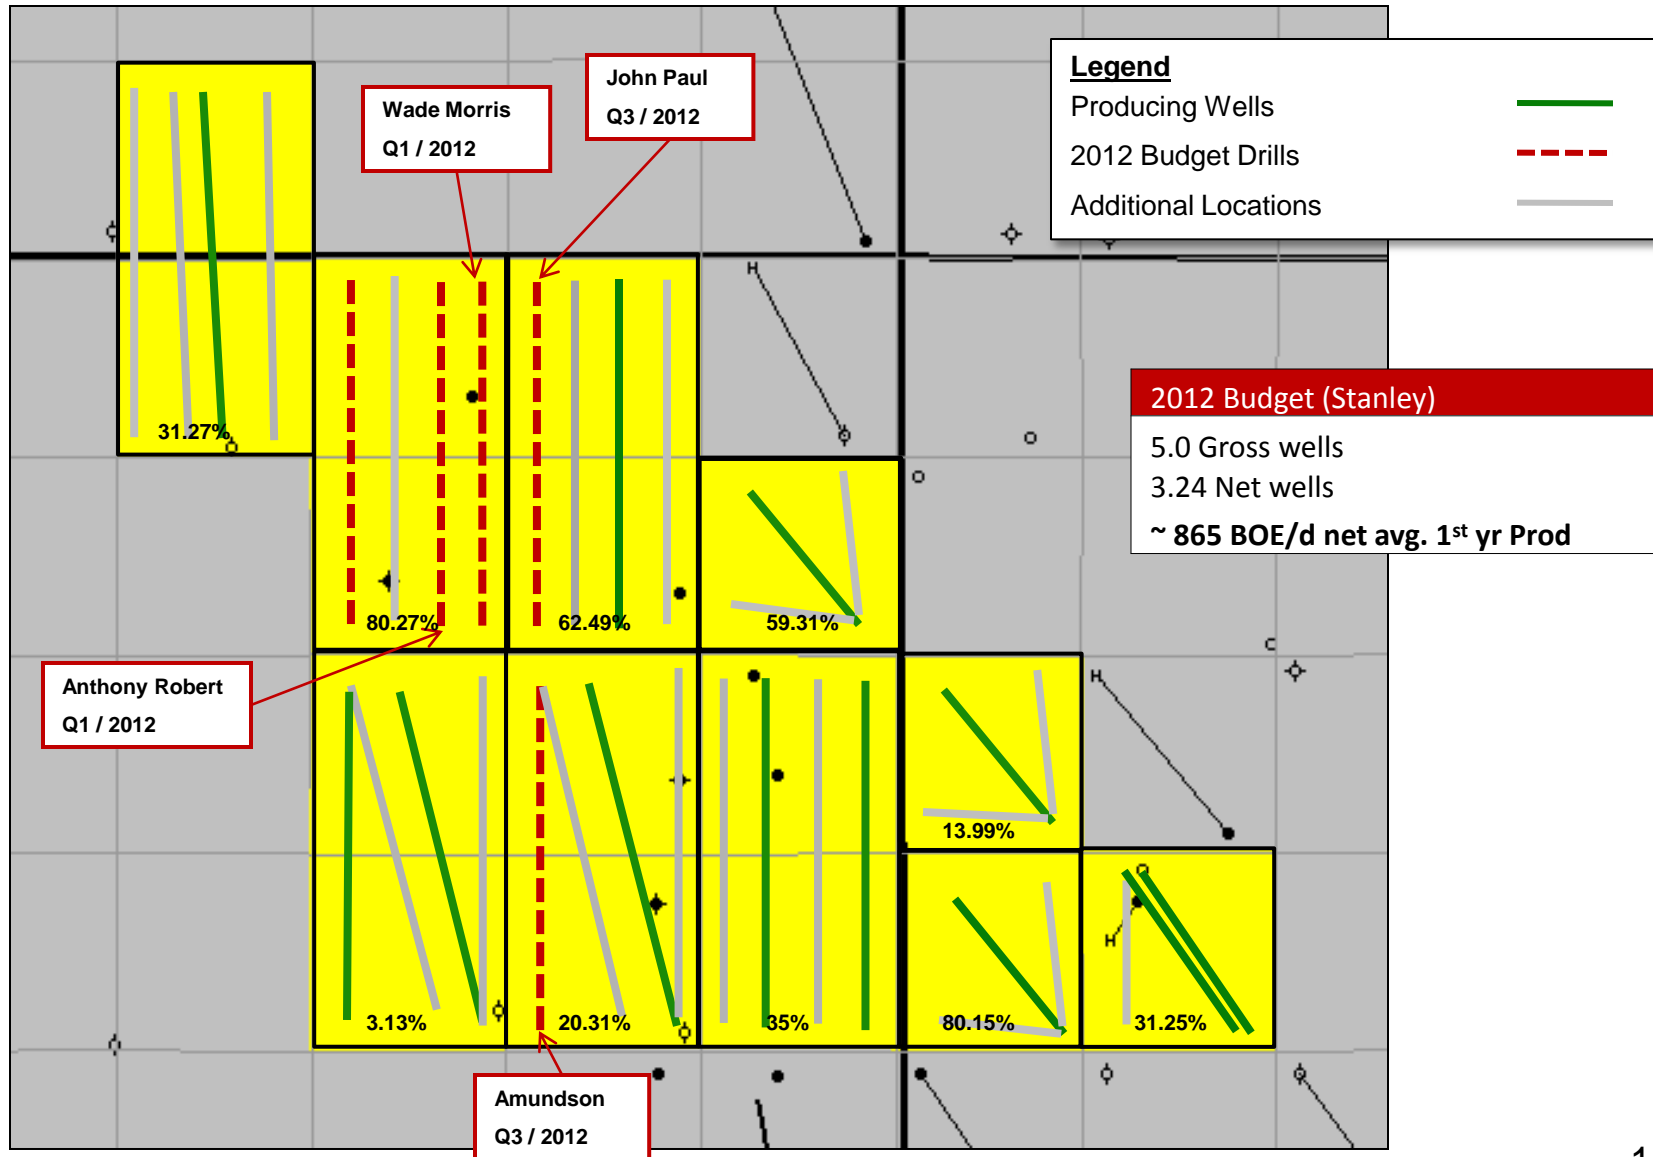 John Paul
Q3 / 2012
Wade Morris
Q1 / 2012
Legend
Producing Wells
2012 Budget Drills
Additional Locations
H
31.27%
2012 Budget (Stanley)
5.0 Gross wells
3.24 Net wells
~ 865 BOE/d net avg. 1st yr Prod
80.27%
62.49%
59.31%
Anthony Robert
Q1 / 2012
H
13.99%
H
3.13%
20.31%
35%
80.15%
31.25%
Amundson
Q3 / 2012
1